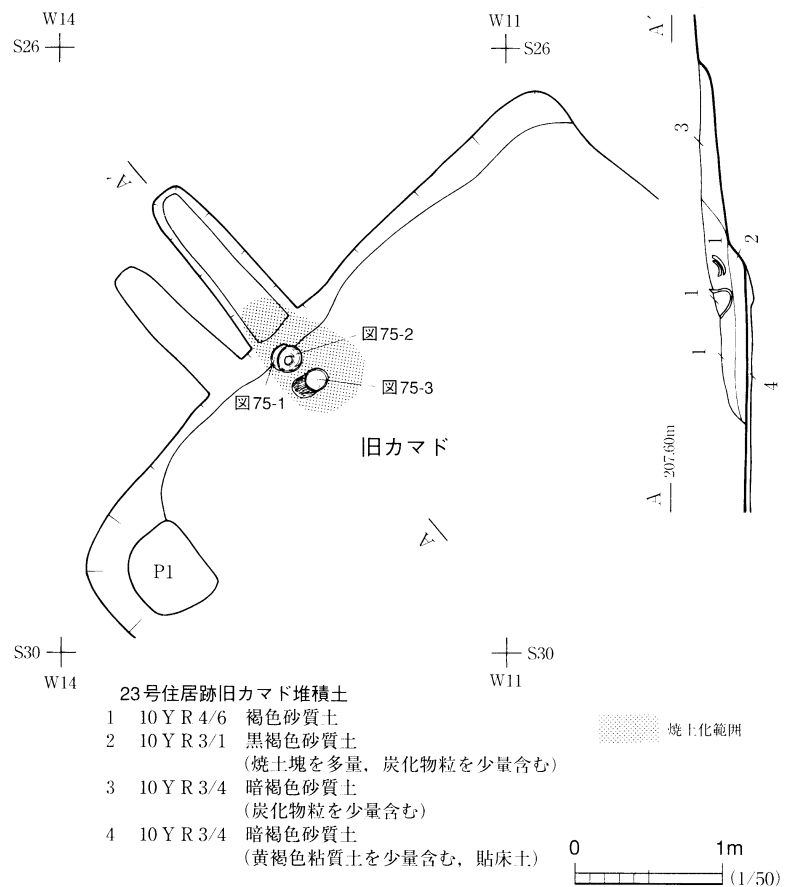 W14
S26
W11
S26
A´
3
1
2
1
1
4
A 207.60m
A´
図75-2
図75-1
図75-3
旧カマド
A
P1
S30
W14
S30
W11
23号住居跡旧カマド堆積土
1 10YR4/6 褐色砂質土
2 10YR3/1 黒褐色砂質土
(焼土塊を多量，炭化物粒を少量含む)
3 10YR3/4 暗褐色砂質土
(炭化物粒を少量含む)
4 10YR3/4 暗褐色砂質土
(黄褐色粘質土を少量含む，貼床土)
焼土化範囲
0 1m
(1/50)